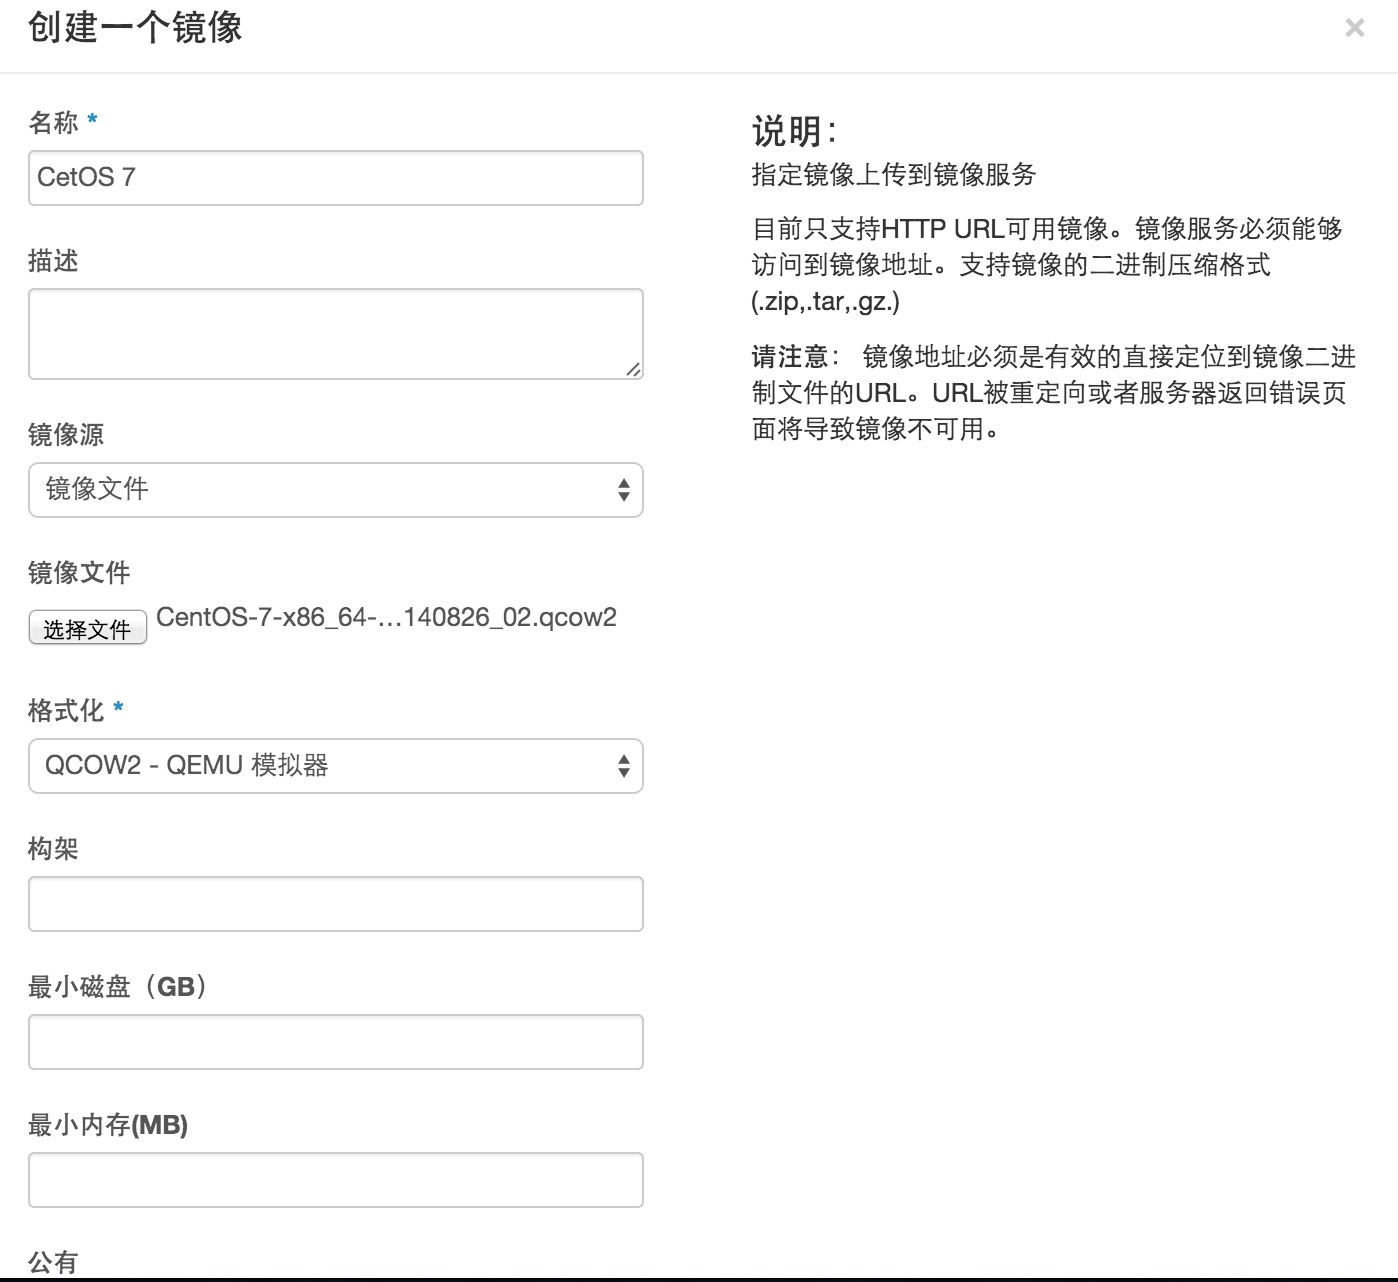 创建一个镜像
×
名称 *
CetOS 7
描述
镜像源
镜像文件
镜像文件
选择文件 CentOS-7-x86_64-...140826_02.qcow2
格式化 *
QCOW2 - QEMU 模拟器
构架
最小磁盘（GB）
最小内存(MB)
公有
说明：
指定镜像上传到镜像服务
目前只支持HTTP URL可用镜像。镜像服务必须能够
访问到镜像地址。支持镜像的二进制压缩格式
(.zip,.tar,.gz.)
请注意： 镜像地址必须是有效的直接定位到镜像二进
制文件的URL。URL被重定向或者服务器返回错误页
面将导致镜像不可用。